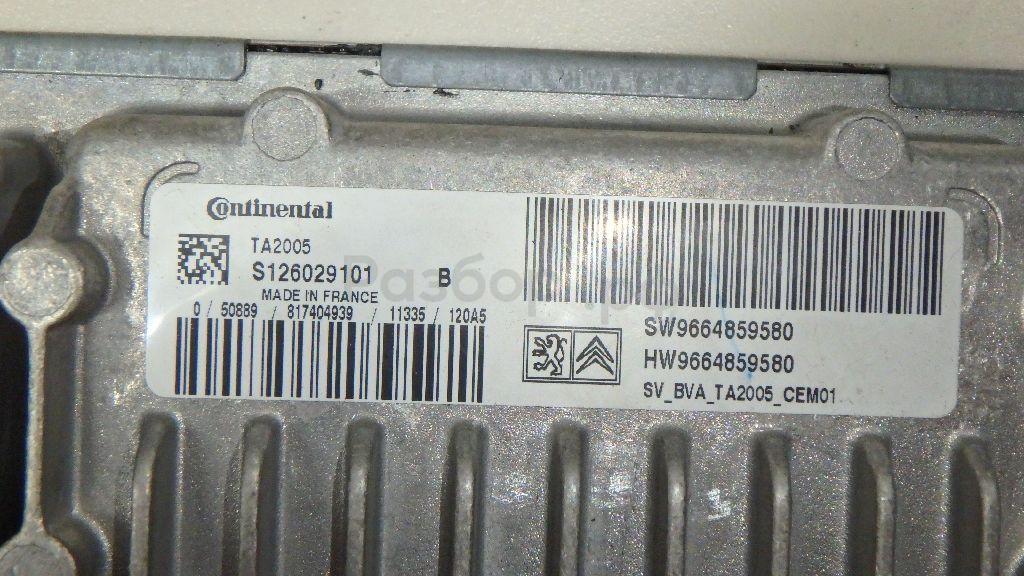 Continental
TA2005
S126029101 B
MADE IN FRANCE
0 / 50889 / 817404939 / 11335 / 120A5
SW9664859580
HW9664859580
SV_BVA_TA2005_CEM01